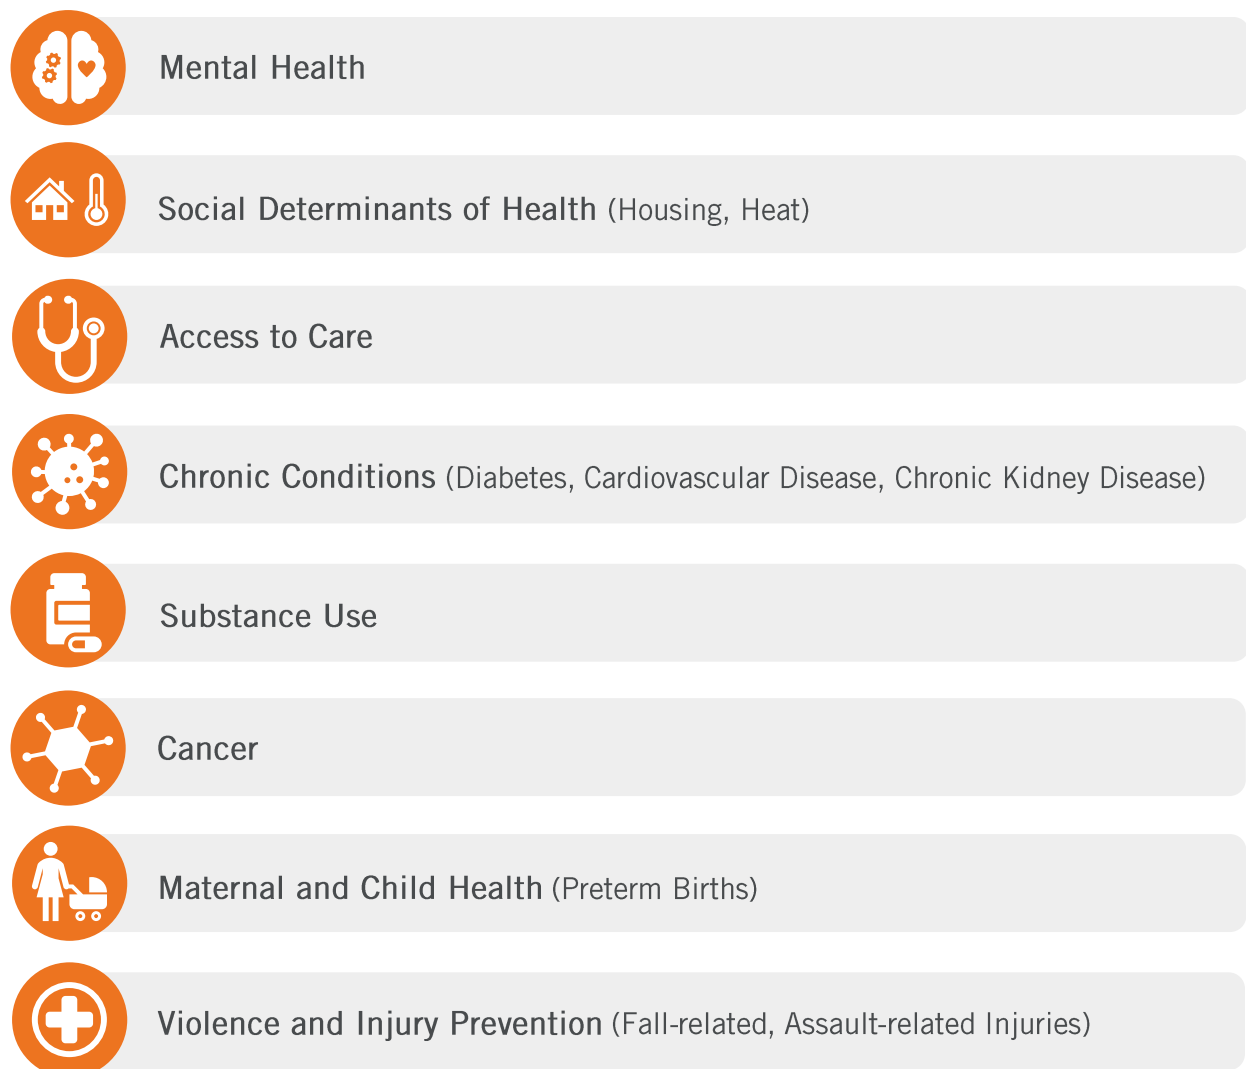 Mental Health
Social Determinants of Health (Housing, Heat)
Access to Care
Chronic Conditions (Diabetes, Cardiovascular Disease, Chronic Kidney Disease)
Substance Use
Cancer
Maternal and Child Health (Preterm Births)
Violence and Injury Prevention (Fall-related, Assault-related Injuries)